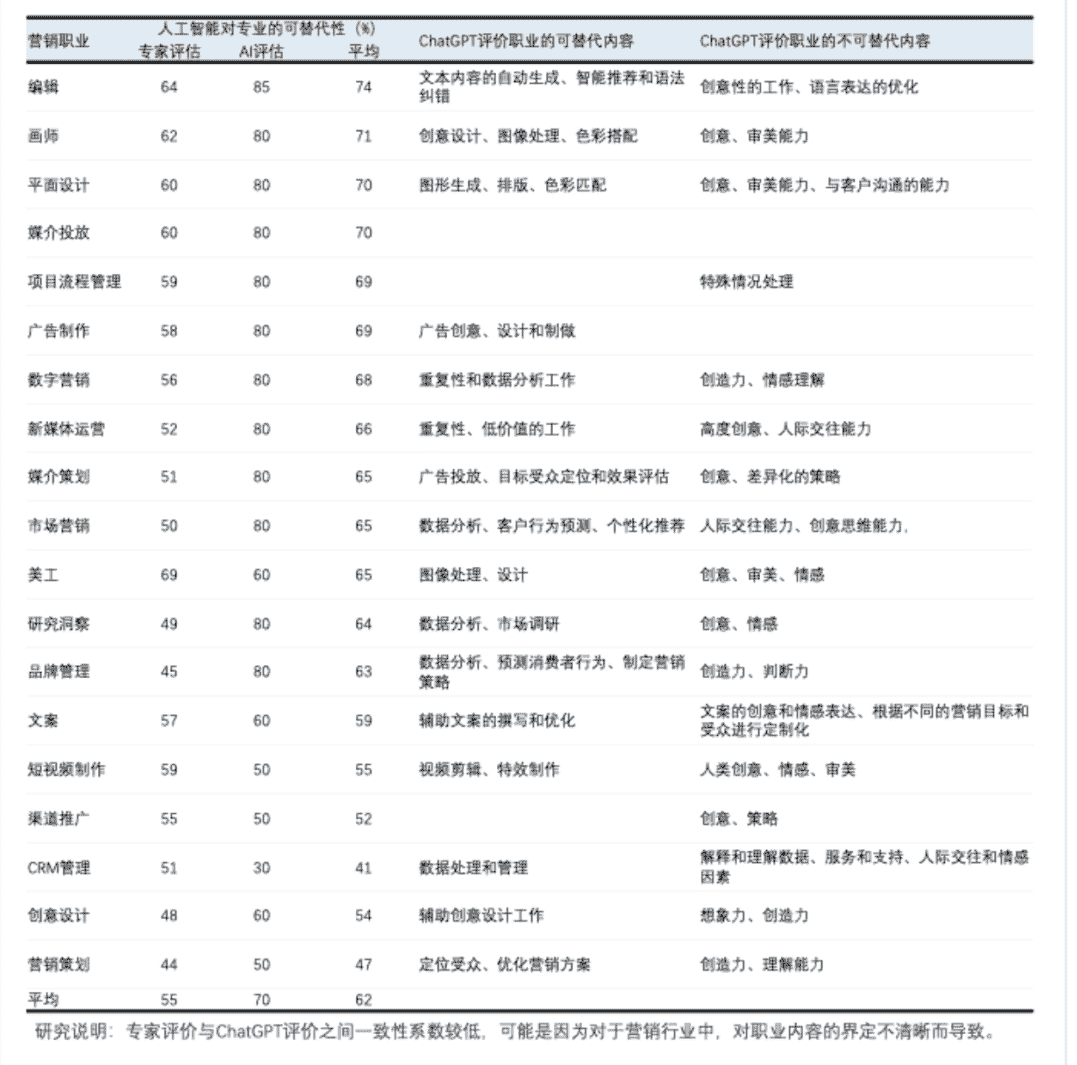 人工智能对专业的可替代性（%）
营销职业 专家评估 AI评估 平均 ChatGPT评价职业的可替代内容 ChatGPT评价职业的不可替代内容
编辑 64 85 74 文本内容的自动生成、智能推荐和语法 创意性的工作、语言表达的优化
纠错
画师 62 80 71 创意设计、图像处理、色彩搭配 创意、审美能力
平面设计 60 80 70 图形生成、排版、色彩匹配 创意、审美能力、与客户沟通的能力
媒介投放 60 80 70
项目流程管理 59 80 69 特殊情况处理
广告制作 58 80 69 广告创意、设计和制做
数字营销 56 80 68 重复性和数据分析工作 创造力、情感理解
新媒体运营 52 80 66 重复性、低价值的工作 高度创意、人际交往能力
媒介策划 51 80 65 广告投放、目标受众定位和效果评估 创意、差异化的策略
市场营销 50 80 65 数据分析、客户行为预测、个性化推荐 人际交往能力、创意思维能力.
美工 69 60 65 图像处理、设计 创意、审美、情感
研究洞察 49 80 64 数据分析、市场调研 创意、情感
品牌管理 45 80 63 数据分析、预测消费者行为、制定营销 创造力、判断力
策略
文案 57 60 59 辅助文案的撰写和优化 文案的创意和情感表达、根据不同的营销目标和
受众进行定制化
短视频制作 59 50 55 视频剪辑、特效制作 人类创意、情感、审美
渠道推广 55 50 52 创意、策略
CRM管理 51 30 41 数据处理和管理 解释和理解数据、服务和支持、人际交往和情感
因素
创意设计 48 60 54 辅助创意设计工作 想象力、创造力
营销策划 44 50 47 定位受众、优化营销方案 创造力、理解能力
平均 55 70 62
研究说明：专家评价与ChatGPT评价之间一致性系数较低，可能是因为对于营销行业中，对职业内容的界定不清晰而导致。